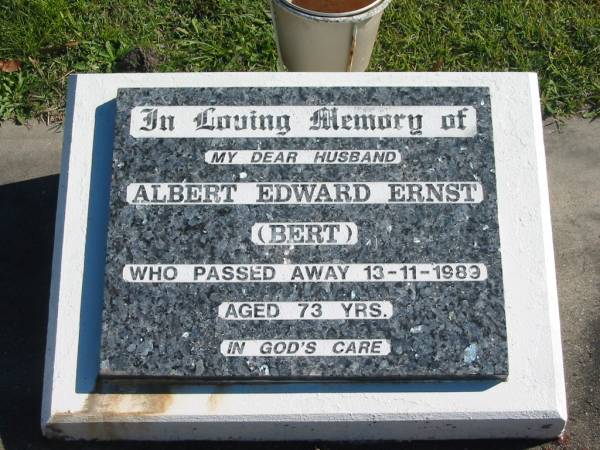 In Loving Memory of
MY DEAR HUSBAND
ALBERT EDWARD ERNST
(BERT)
WHO PASSED AWAY 13-11-1989
AGED 73 YRS.
IN GOD'S CARE